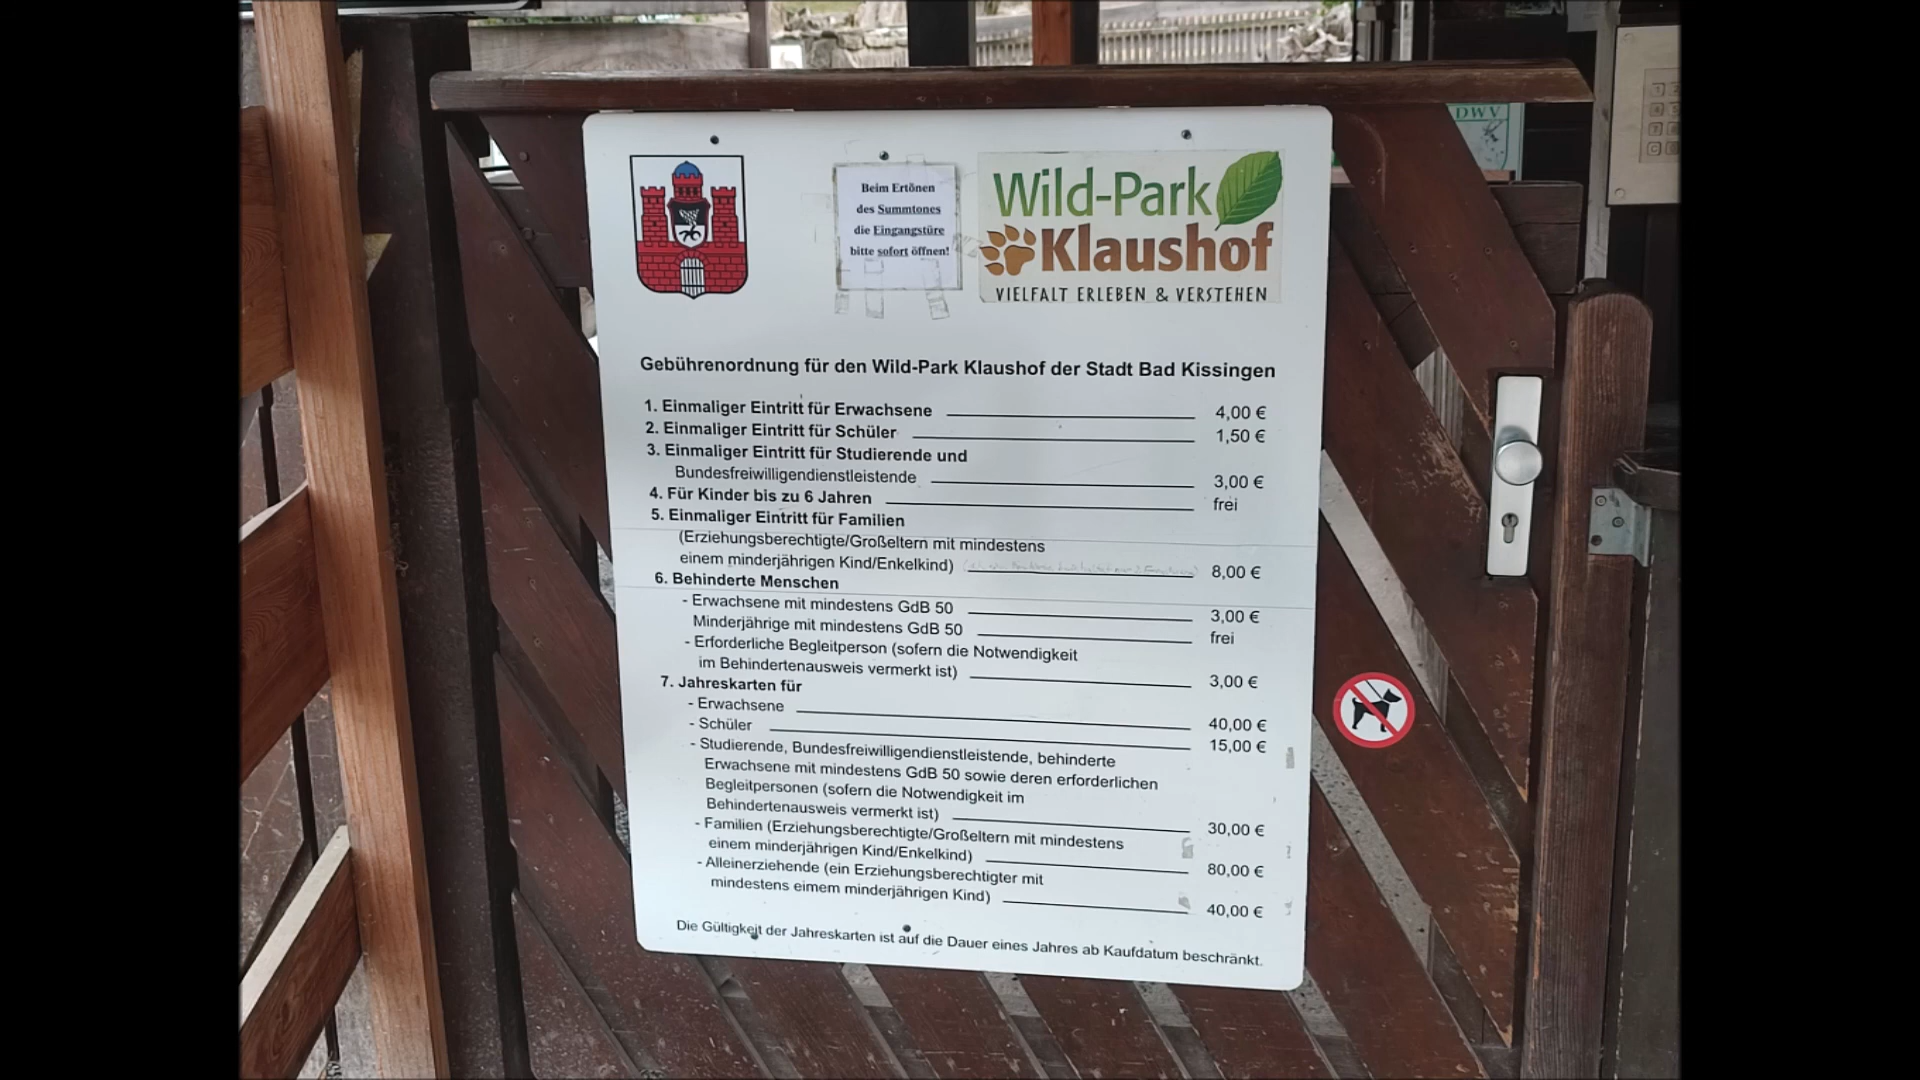 Beim Ertönen
des Summtones
die Eingangstüre
bitte sofort öffnen!
Wild-Park
Klaushof
VIELFALT ERLEBEN & VERSTEHEN
DWV
Gebührenordnung für den Wild-Park Klaushof der Stadt Bad Kissingen
1. Einmaliger Eintritt für Erwachsene 4,00 €
2. Einmaliger Eintritt für Schüler 1,50 €
3. Einmaliger Eintritt für Studierende und
Bundesfreiwilligendienstleistende 3,00 €
4. Für Kinder bis zu 6 Jahren frei
5. Einmaliger Eintritt für Familien
(Erziehungsberechtigte/Großeltern mit mindestens
einem minderjährigen Kind/Enkelkind) 8,00 €
6. Behinderte Menschen
- Erwachsene mit mindestens GdB 50 3,00 €
Minderjährige mit mindestens GdB 50 frei
- Erforderliche Begleitperson (sofern die Notwendigkeit
im Behindertenausweis vermerkt ist) 3,00 €
7. Jahreskarten für
- Erwachsene 40,00 €
- Schüler 15,00 €
- Studierende, Bundesfreiwilligendienstleistende, behinderte
Erwachsene mit mindestens GdB 50 sowie deren erforderlichen
Begleitpersonen (sofern die Notwendigkeit im
Behindertenausweis vermerkt ist) 30,00 €
- Familien (Erziehungsberechtigte/Großeltern mit mindestens
einem minderjährigen Kind/Enkelkind) 80,00 €
- Alleinerziehende (ein Erziehungsberechtigter mit
mindestens eimem minderjährigen Kind) 40,00 €
Die Gültigkeit der Jahreskarten ist auf die Dauer eines Jahres ab Kaufdatum beschränkt.